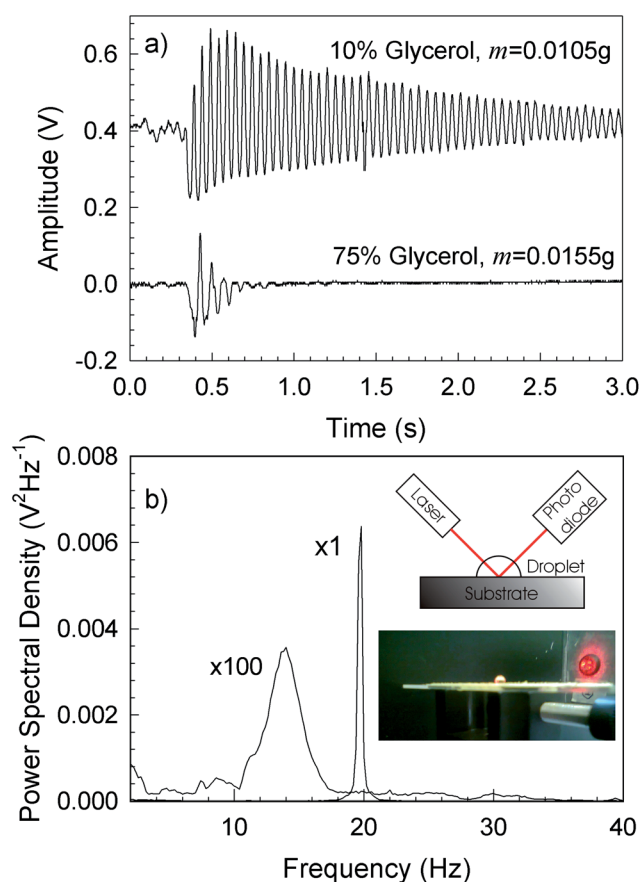 a)
10% Glycerol, m=0.0105g
75% Glycerol, m=0.0155g
Amplitude (V)
0.6
0.4
0.2
0.0
-0.2
0.0 0.5 1.0 1.5 2.0 2.5 3.0
Time (s)
b)
Power Spectral Density (V²Hz⁻¹)
0.008
0.006
0.004
0.002
0.000
x100
x1
Laser
Photo
diode
Droplet
Substrate
10 20 30 40
Frequency (Hz)